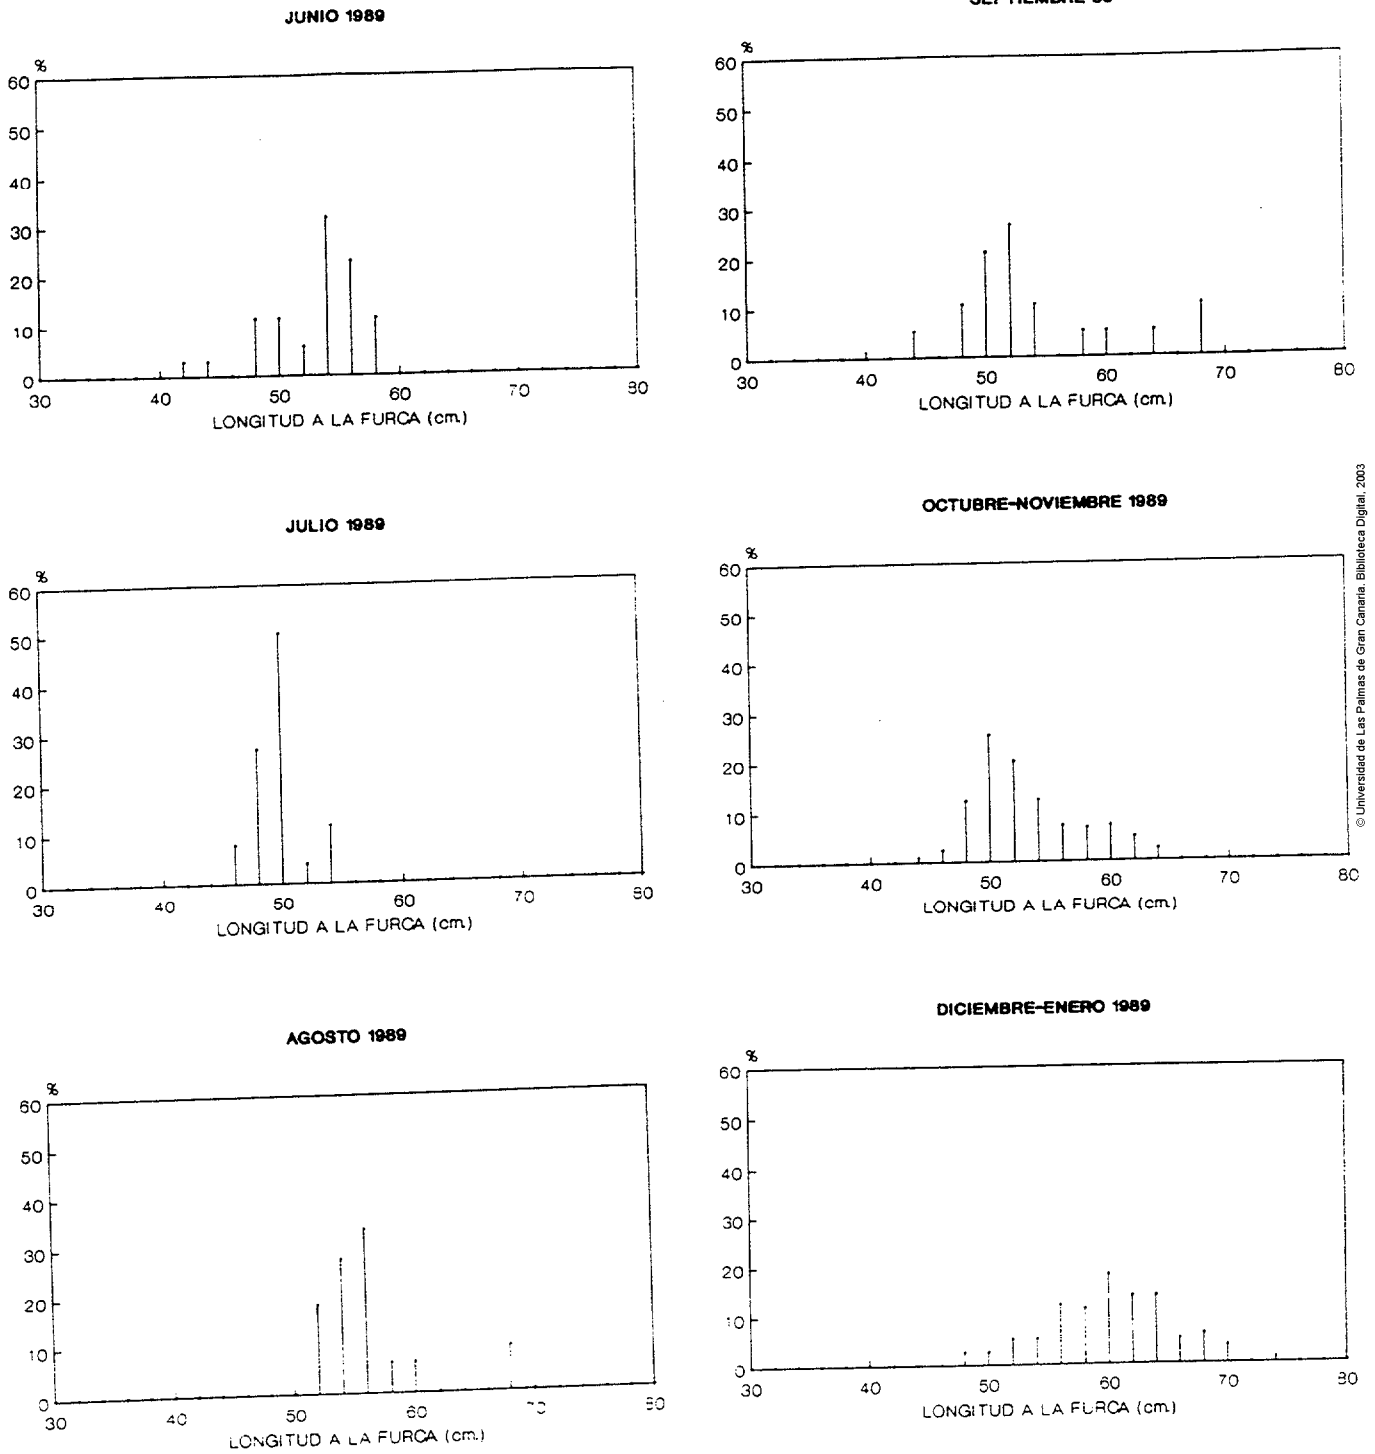 JUNIO 1989
%
60
50
40
30
20
10
0
30 40 50 60 70 80
LONGITUD A LA FURCA (cm.)
JULIO 1989
%
60
50
40
30
20
10
0
30 40 50 60 70 80
LONGITUD A LA FURCA (cm.)
AGOSTO 1989
%
60
50
40
30
20
10
0
30 40 50 60 70 80
LONGITUD A LA FURCA (cm.)
%
60
50
40
30
20
10
0
30 40 50 60 70 80
LONGITUD A LA FURCA (cm.)
OCTUBRE-NOVIEMBRE 1989
%
60
50
40
30
20
10
0
30 40 50 60 70 80
LONGITUD A LA FURCA (cm.)
DICIEMBRE-ENERO 1989
%
60
50
40
30
20
10
0
30 40 50 60 70 80
LONGITUD A LA FURCA (cm.)
© Universidad de Las Palmas de Gran Canaria. Biblioteca Digital, 2003